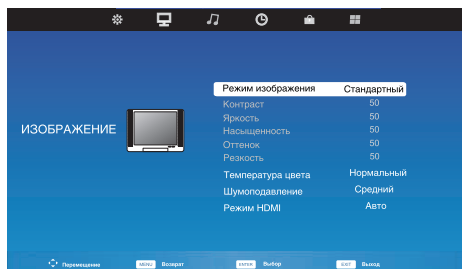 Режим изображения Стандартный
Контраст 50
Яркость 50
Насыщенность 50
Оттенок 50
Резкость 50
ИЗОБРАЖЕНИЕ
Температура цвета Нормальный
Шумоподавление Средний
Режим HDMI Авто
Перемещение MENU Возврат ENTER Выбор EXIT Выход